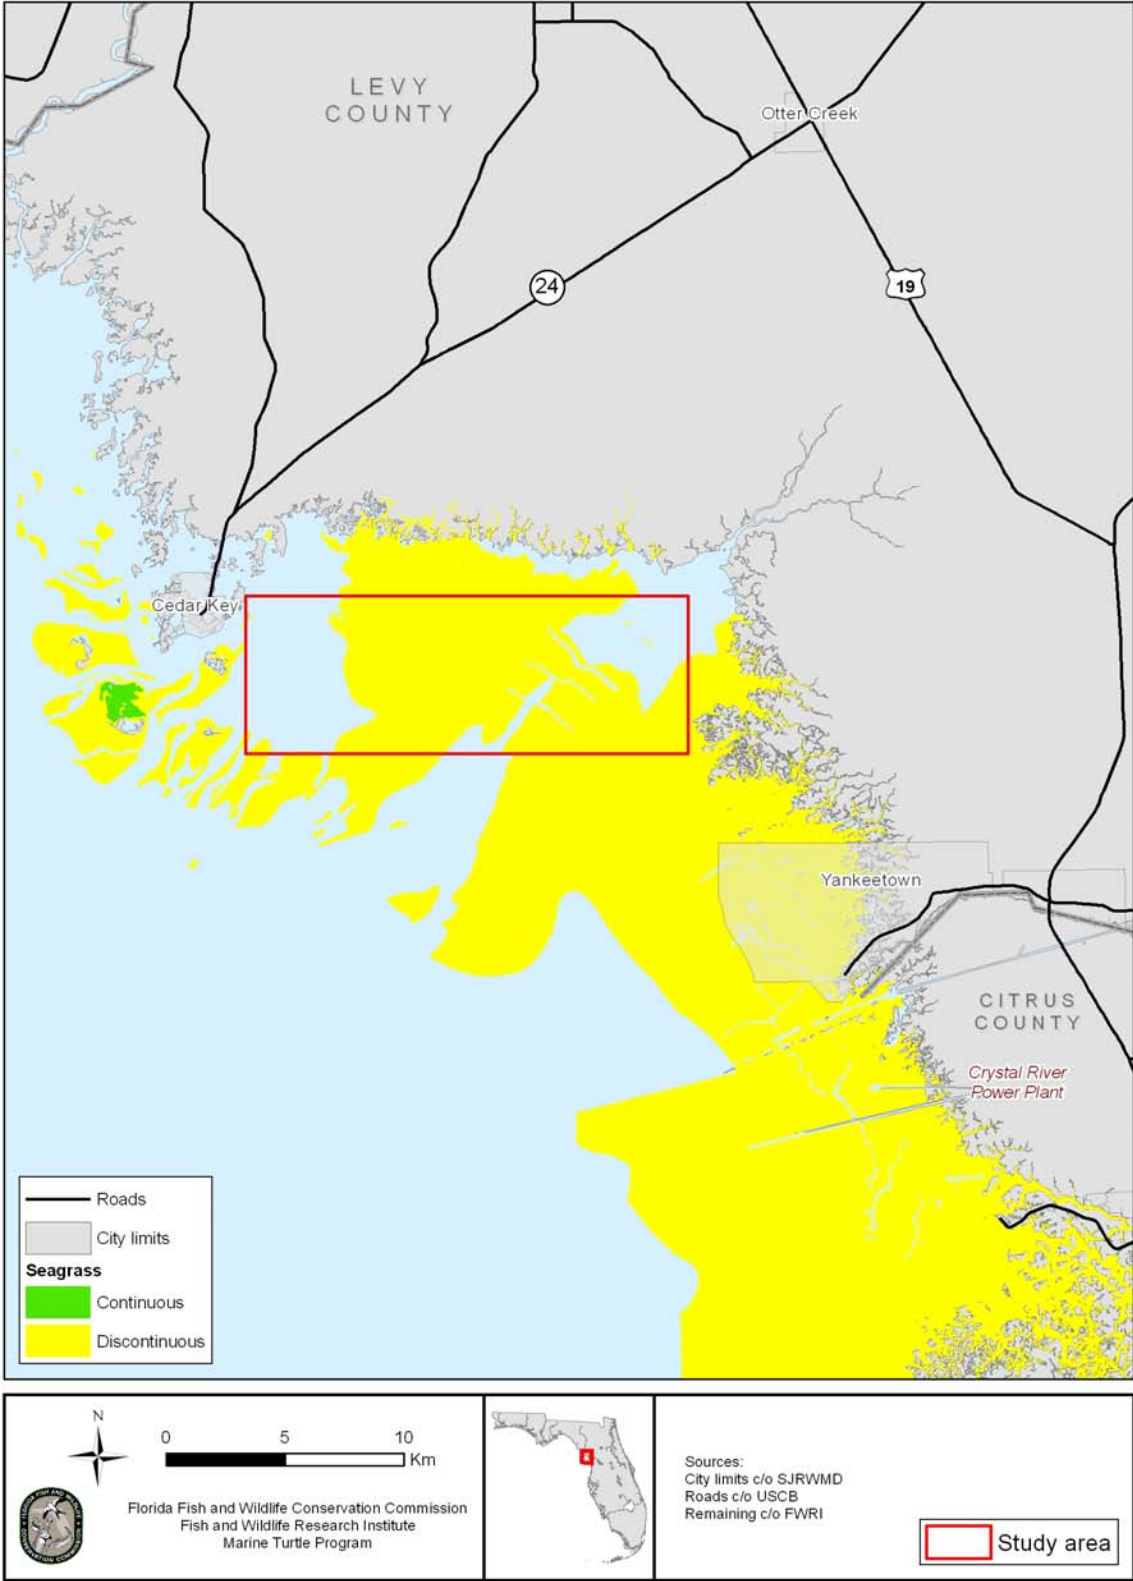 LEVY
COUNTY
Otter Creek
24
19
Cedar Key
Yankeetown
CITRUS
COUNTY
Crystal River
Power Plant
Roads
City limits
Seagrass
Continuous
Discontinuous
N
0 5 10
Km
Florida Fish and Wildlife Conservation Commission
Fish and Wildlife Research Institute
Marine Turtle Program
Sources:
City limits c/o SJRWMD
Roads c/o USCB
Remaining c/o FWRI
Study area